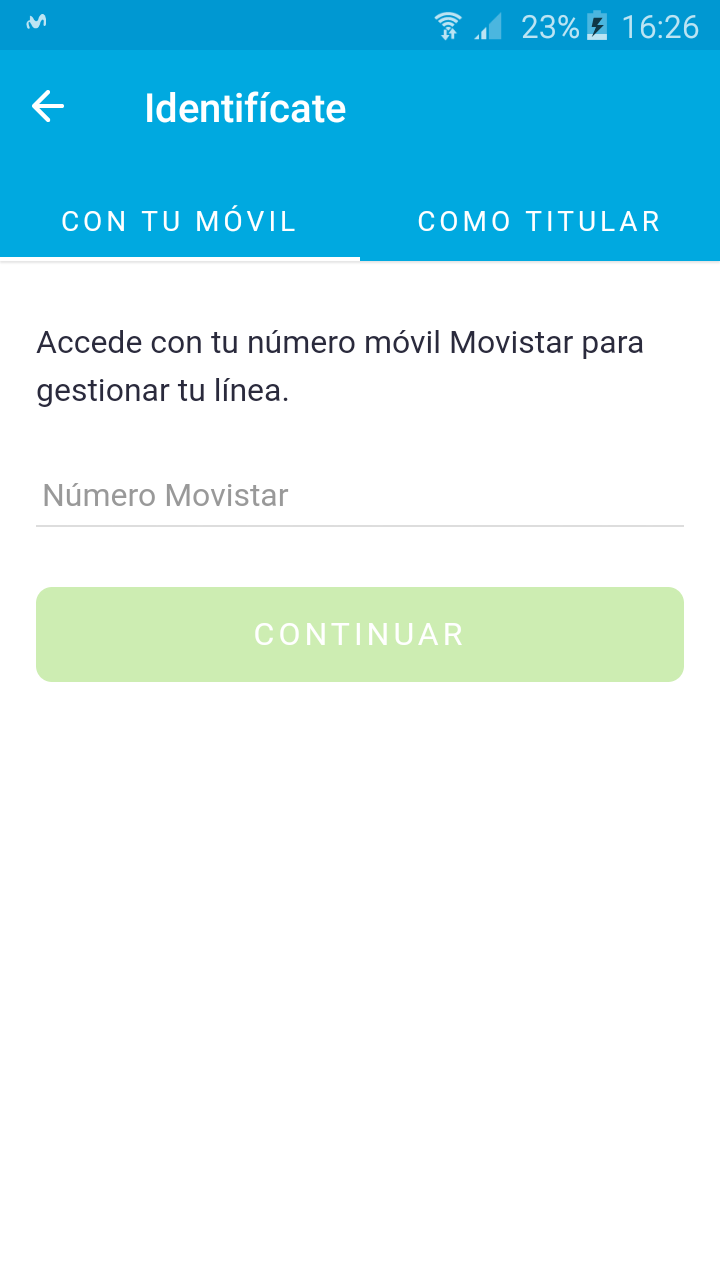 23% 16:26
Identifícate
CON TU MÓVIL COMO TITULAR
Accede con tu número móvil Movistar para
gestionar tu línea.
Número Movistar
CONTINUAR